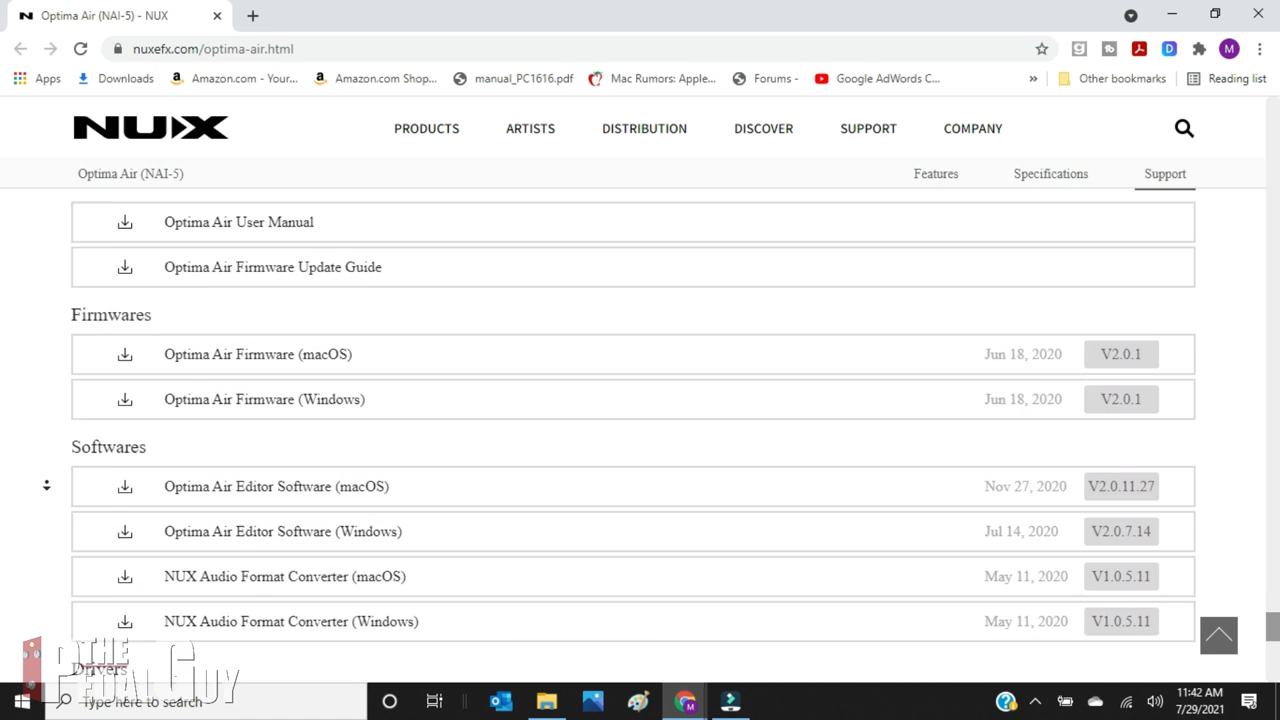 Optima Air (NAI-5) - NUX
nuxefx.com/optima-air.html
M
Apps Downloads Amazon.com - Your... Amazon.com Shop... manual_PC1616.pdf Mac Rumors: Apple... Forums - Google AdWords C... » Other bookmarks Reading list
NUX PRODUCTS ARTISTS DISTRIBUTION DISCOVER SUPPORT COMPANY
Optima Air (NAI-5) Features Specifications Support
Optima Air User Manual
Optima Air Firmware Update Guide
Firmwares
Optima Air Firmware (macOS) Jun 18, 2020 V2.0.1
Optima Air Firmware (Windows) Jun 18, 2020 V2.0.1
Softwares
Optima Air Editor Software (macOS) Nov 27, 2020 V2.0.11.27
Optima Air Editor Software (Windows) Jul 14, 2020 V2.0.7.14
NUX Audio Format Converter (macOS) May 11, 2020 V1.0.5.11
NUX Audio Format Converter (Windows) May 11, 2020 V1.0.5.11
Drivers
THE
PEDAL GUY
Type here to search
11:42 AM
7/29/2021